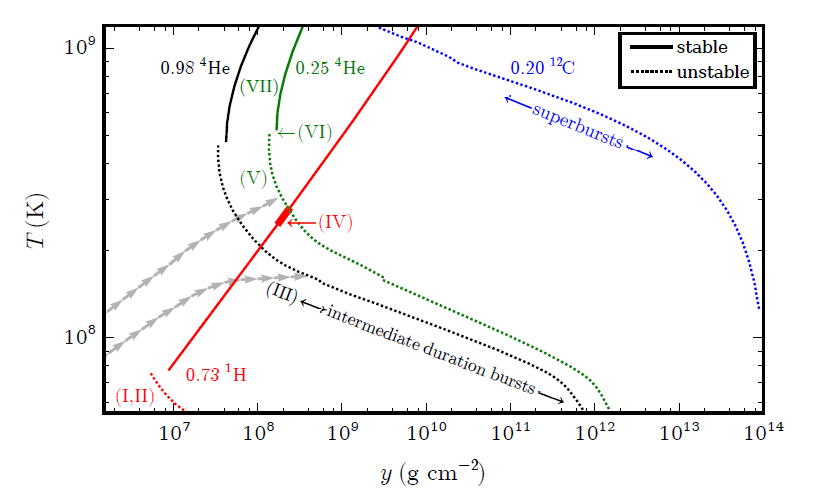 10⁹
0.98 ⁴He
0.25 ⁴He
0.20 ¹²C
stable
unstable
(VII)
superbursts
←(VI)
(V)
T (K)
(IV)
(III)
intermediate duration bursts
10⁸
0.73 ¹H
(I,II)
10⁷
10⁸
10⁹
10¹⁰
10¹¹
10¹²
10¹³
10¹⁴
y (g cm⁻²)